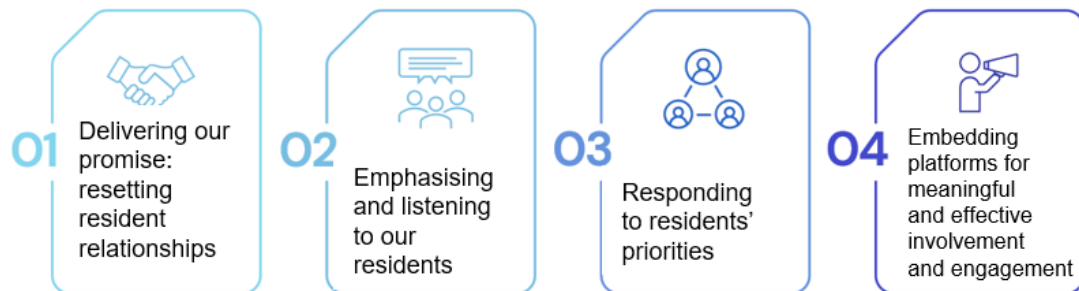 01
Delivering our
promise:
resetting
resident
relationships
02
Emphasising
and listening
to our
residents
03
Responding
to residents’
priorities
04
Embedding
platforms for
meaningful
and effective
involvement
and engagement